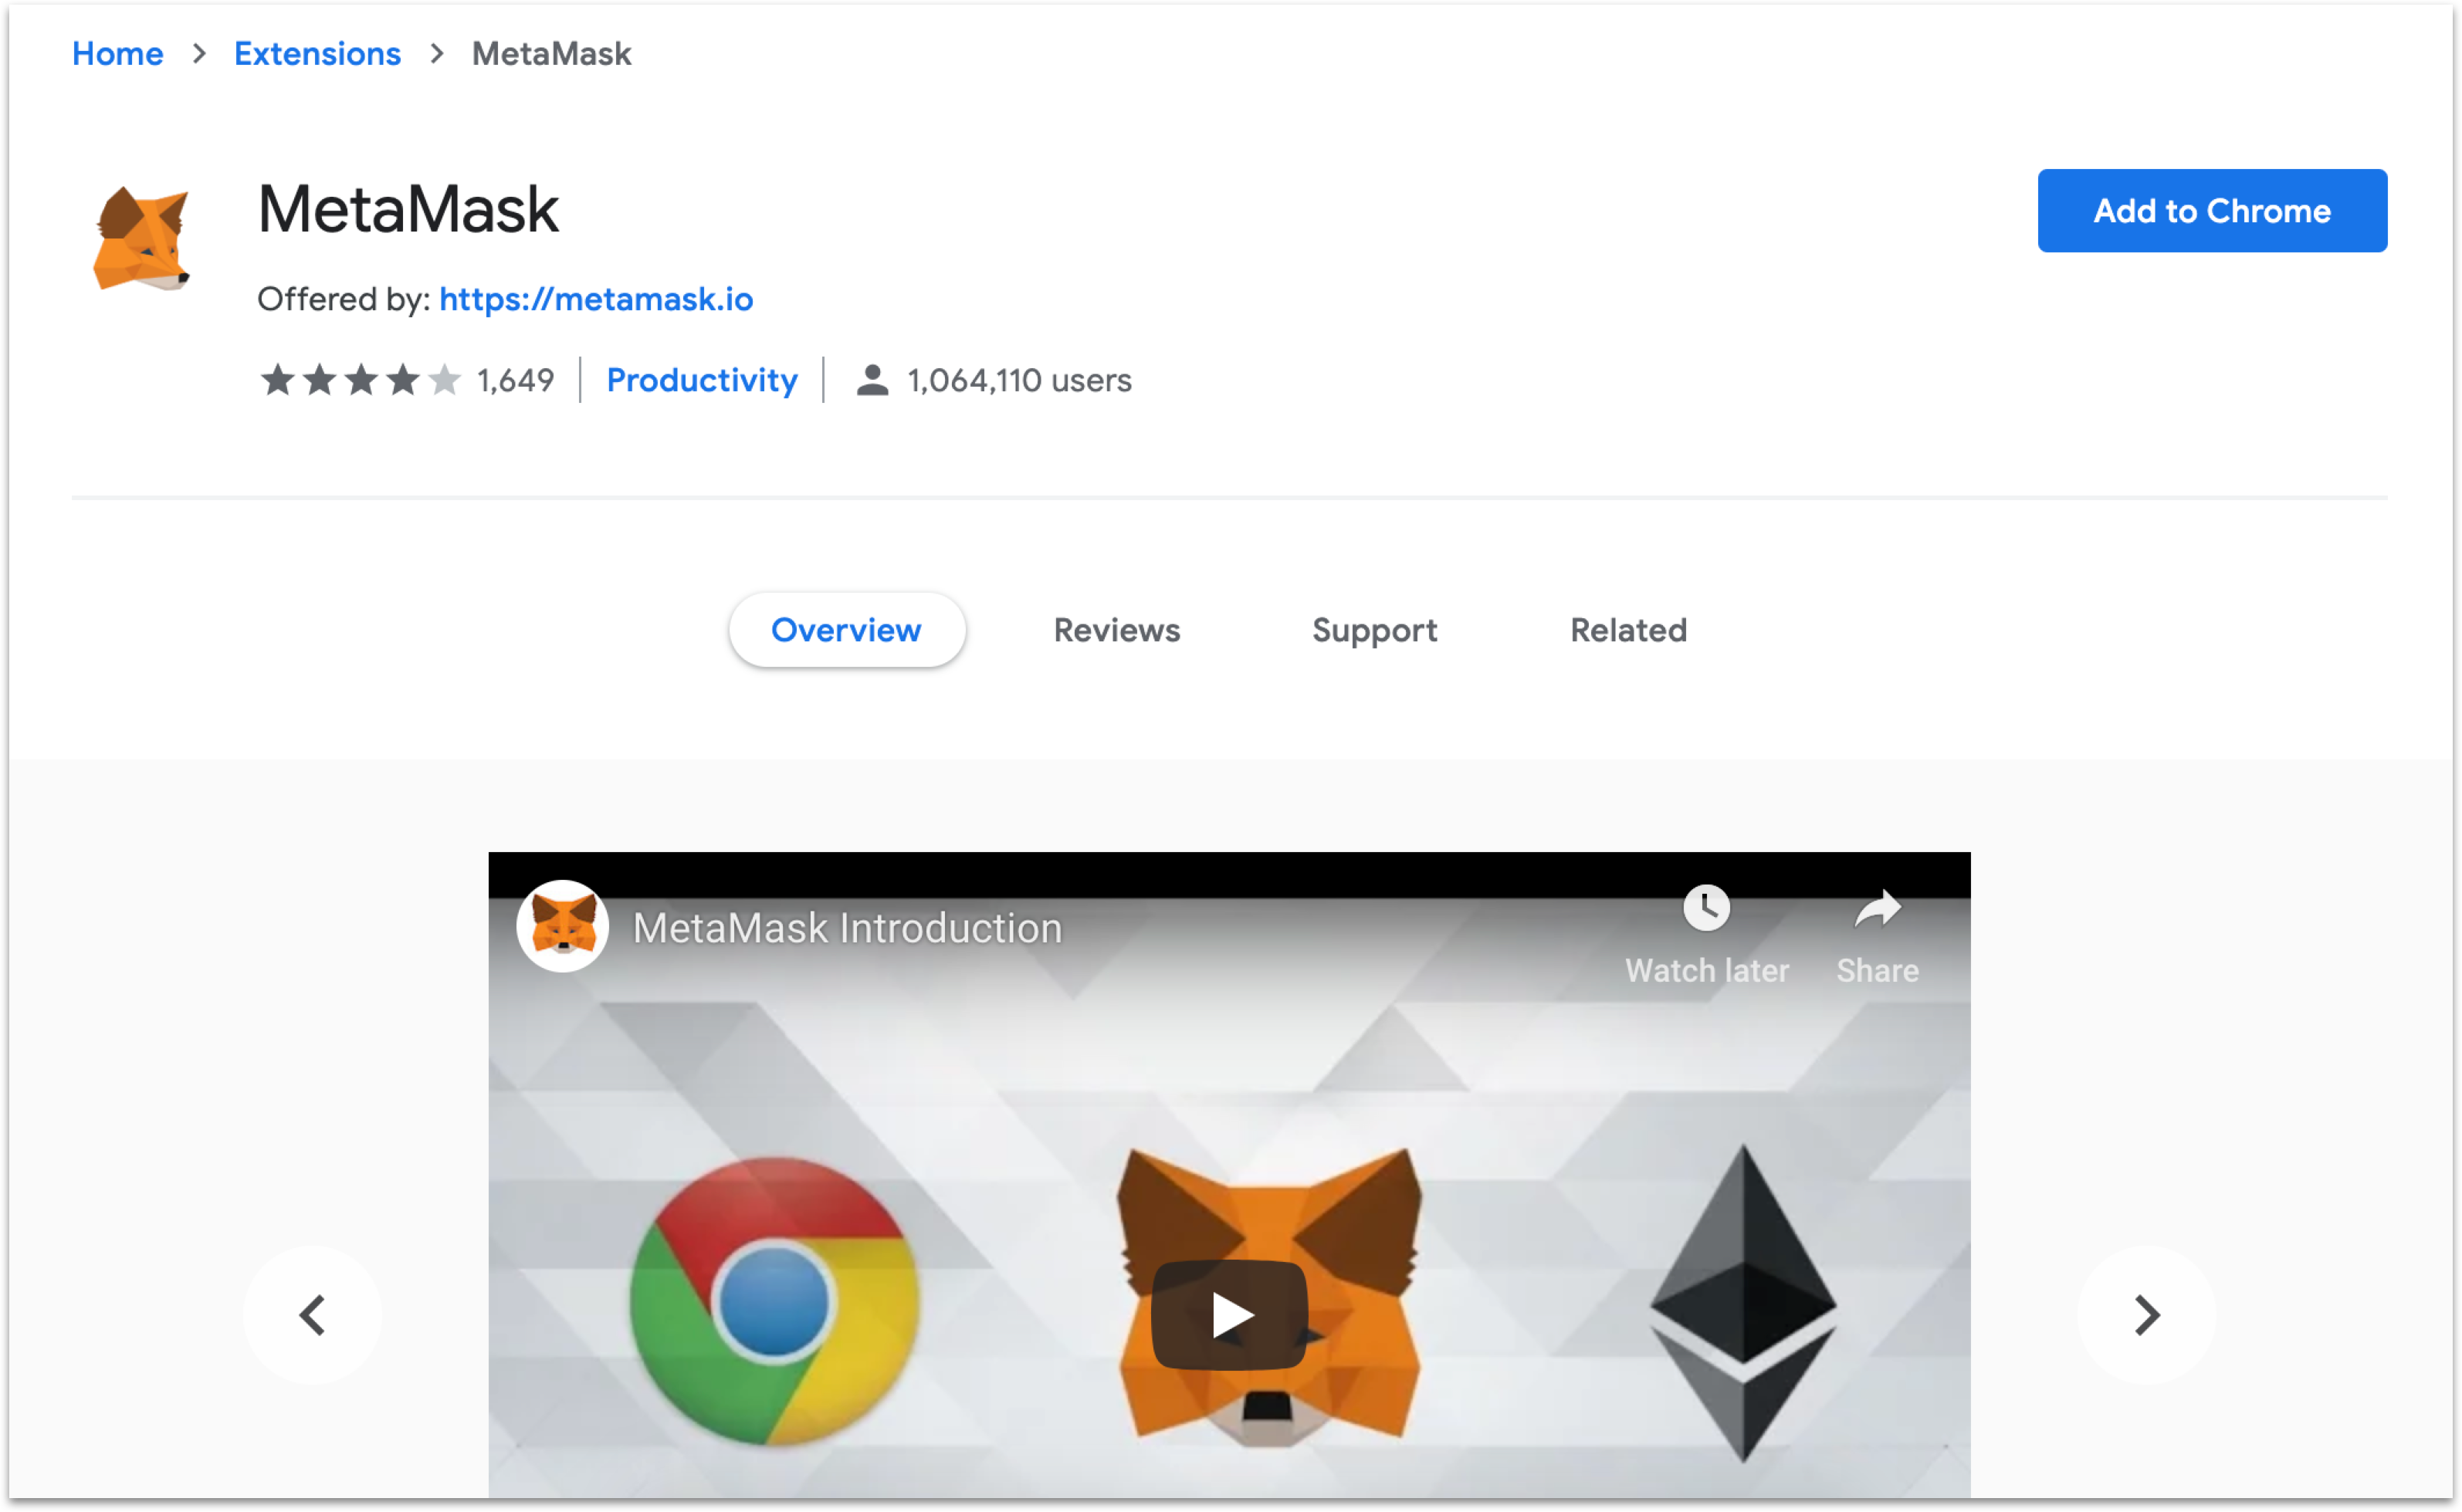 Home > Extensions > MetaMask
MetaMask
Add to Chrome
Offered by: https://metamask.io
1,649 Productivity 1,064,110 users
Overview Reviews Support Related
MetaMask Introduction
Watch later Share